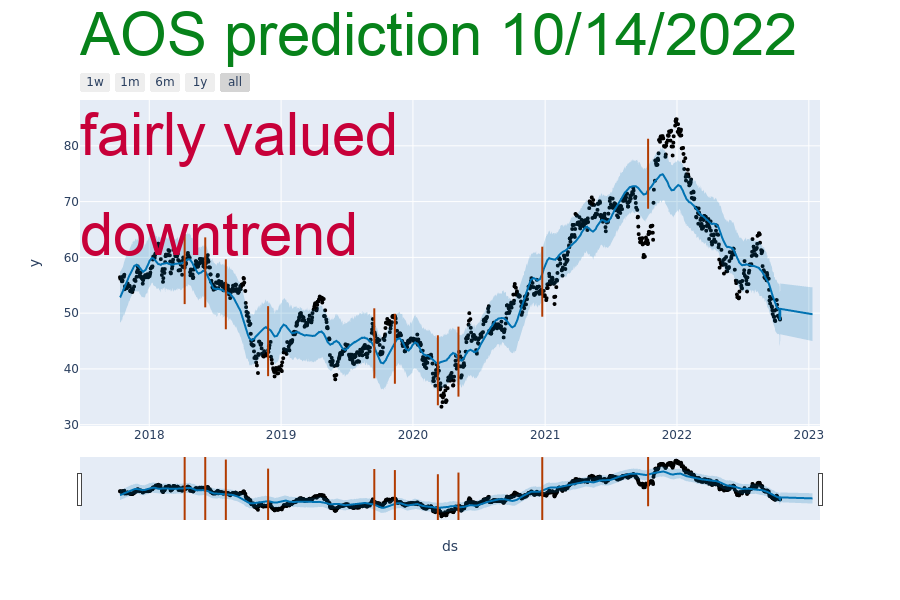 AOS prediction 10/14/2022
1w 1m 6m 1y all
fairly valued
downtrend
80
70
60
50
40
30
y
2018 2019 2020 2021 2022 2023
ds